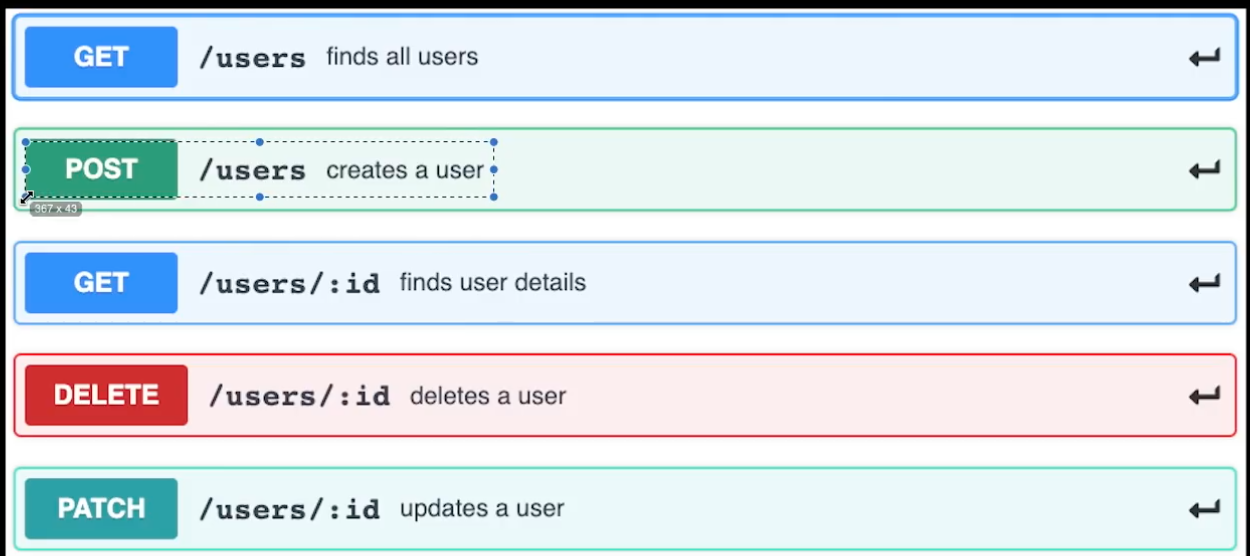 GET /users finds all users
POST /users creates a user
367 x 43
GET /users/:id finds user details
DELETE /users/:id deletes a user
PATCH /users/:id updates a user